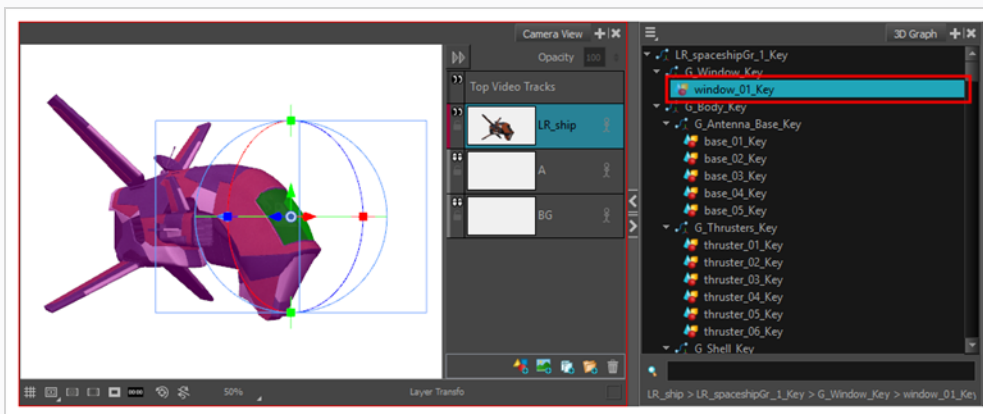 Camera View
Opacity 100
Top Video Tracks
LR_ship
A
BG
50%
Layer Transfo
3D Graph
LR_spaceshipGr_1_Key
G_Window_Key
window_01_Key
G_Body_Key
G_Antenna_Base_Key
base_01_Key
base_02_Key
base_03_Key
base_04_Key
base_05_Key
G_Thrusters_Key
thruster_01_Key
thruster_02_Key
thruster_03_Key
thruster_04_Key
thruster_05_Key
thruster_06_Key
G_Shell_Key
LR_ship > LR_spaceshipGr_1_Key > G_Window_Key > window_01_Key